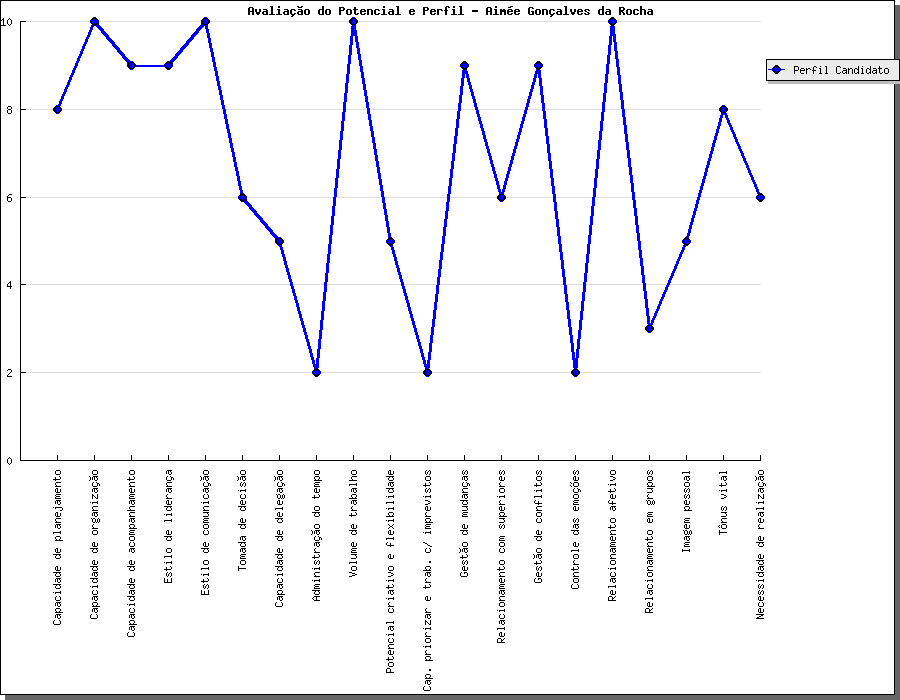 Avaliação do Potencial e Perfil - Aimée Gonçalves da Rocha
10
8
6
4
2
0
Perfil Candidato
Capacidade de planejamento
Capacidade de organização
Capacidade de acompanhamento
Estilo de liderança
Estilo de comunicação
Tomada de decisão
Capacidade de delegação
Administração do tempo
Volume de trabalho
Potencial criativo e flexibilidade
Cap. priorizar e trab. c/ imprevistos
Gestão de mudanças
Relacionamento com superiores
Gestão de conflitos
Controle das emoções
Relacionamento afetivo
Relacionamento em grupos
Imagem pessoal
Tônus vital
Necessidade de realização